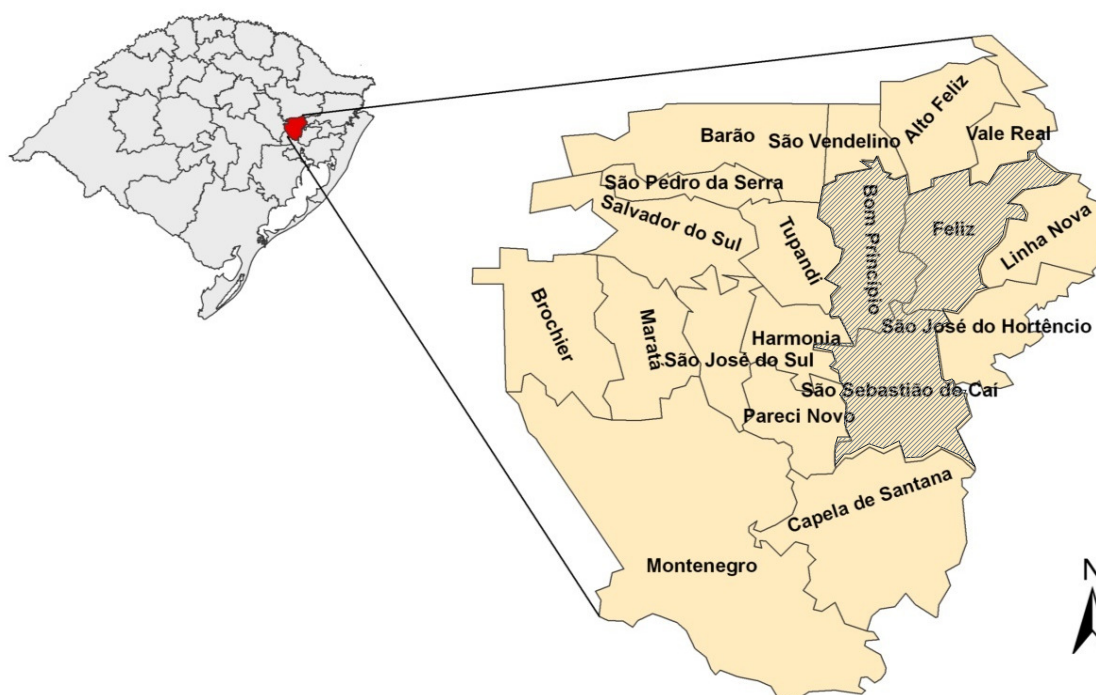 Alto Feliz
Barão
São Vendelino
Vale Real
São Pedro da Serra
Salvador do Sul
Tupandi
Bom Princípio
Feliz
Linha Nova
Brochier
Maratá
Harmonia
São José do Hortêncio
São José do Sul
São Sebastião do Caí
Pareci Novo
Capela de Santana
Montenegro
N